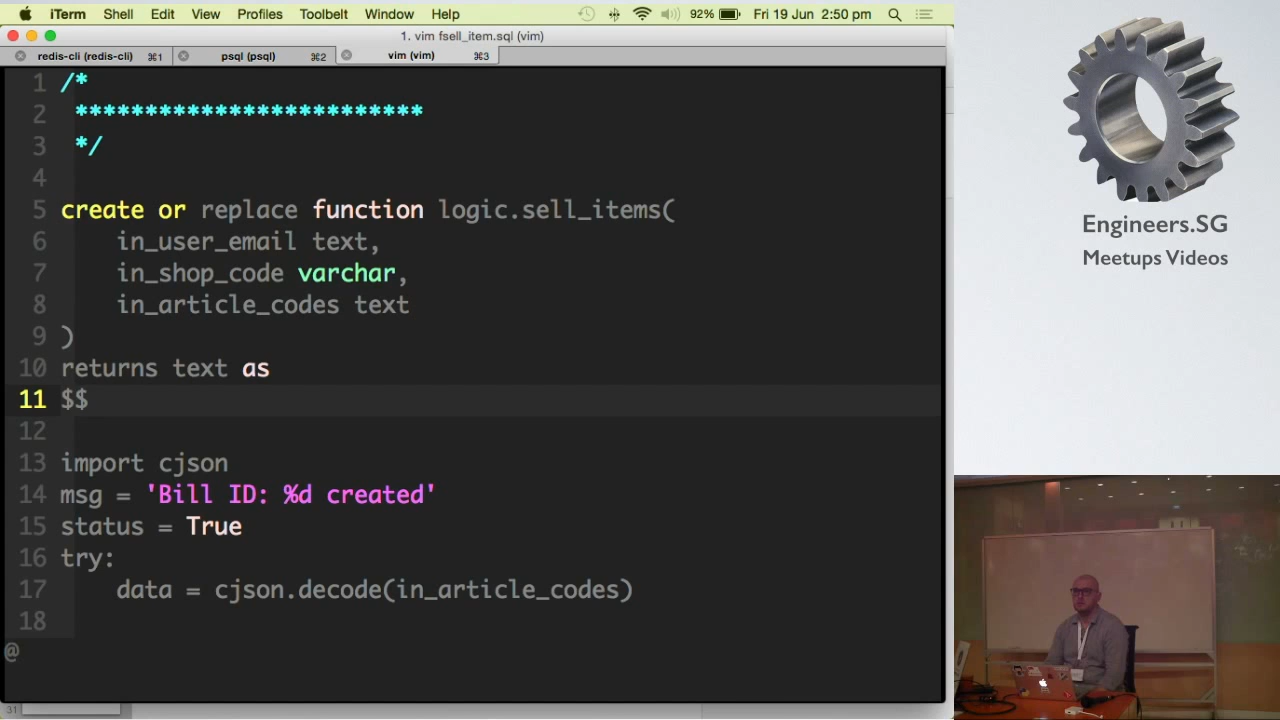 iTerm Shell Edit View Profiles Toolbelt Window Help 92% Fri 19 Jun 2:50 pm
1. vim fsell_item.sql (vim)
redis-cli (redis-cli) ⌘1 psql (psql) ⌘2 vim (vim) ⌘3
1 /*
2 *************************
3 */
4
5 create or replace function logic.sell_items(
6 in_user_email text,
7 in_shop_code varchar,
8 in_article_codes text
9 )
10 returns text as
11 $$
12
13 import cjson
14 msg = 'Bill ID: %d created'
15 status = True
16 try:
17 data = cjson.decode(in_article_codes)
18
@
31
Engineers.SG
Meetups Videos